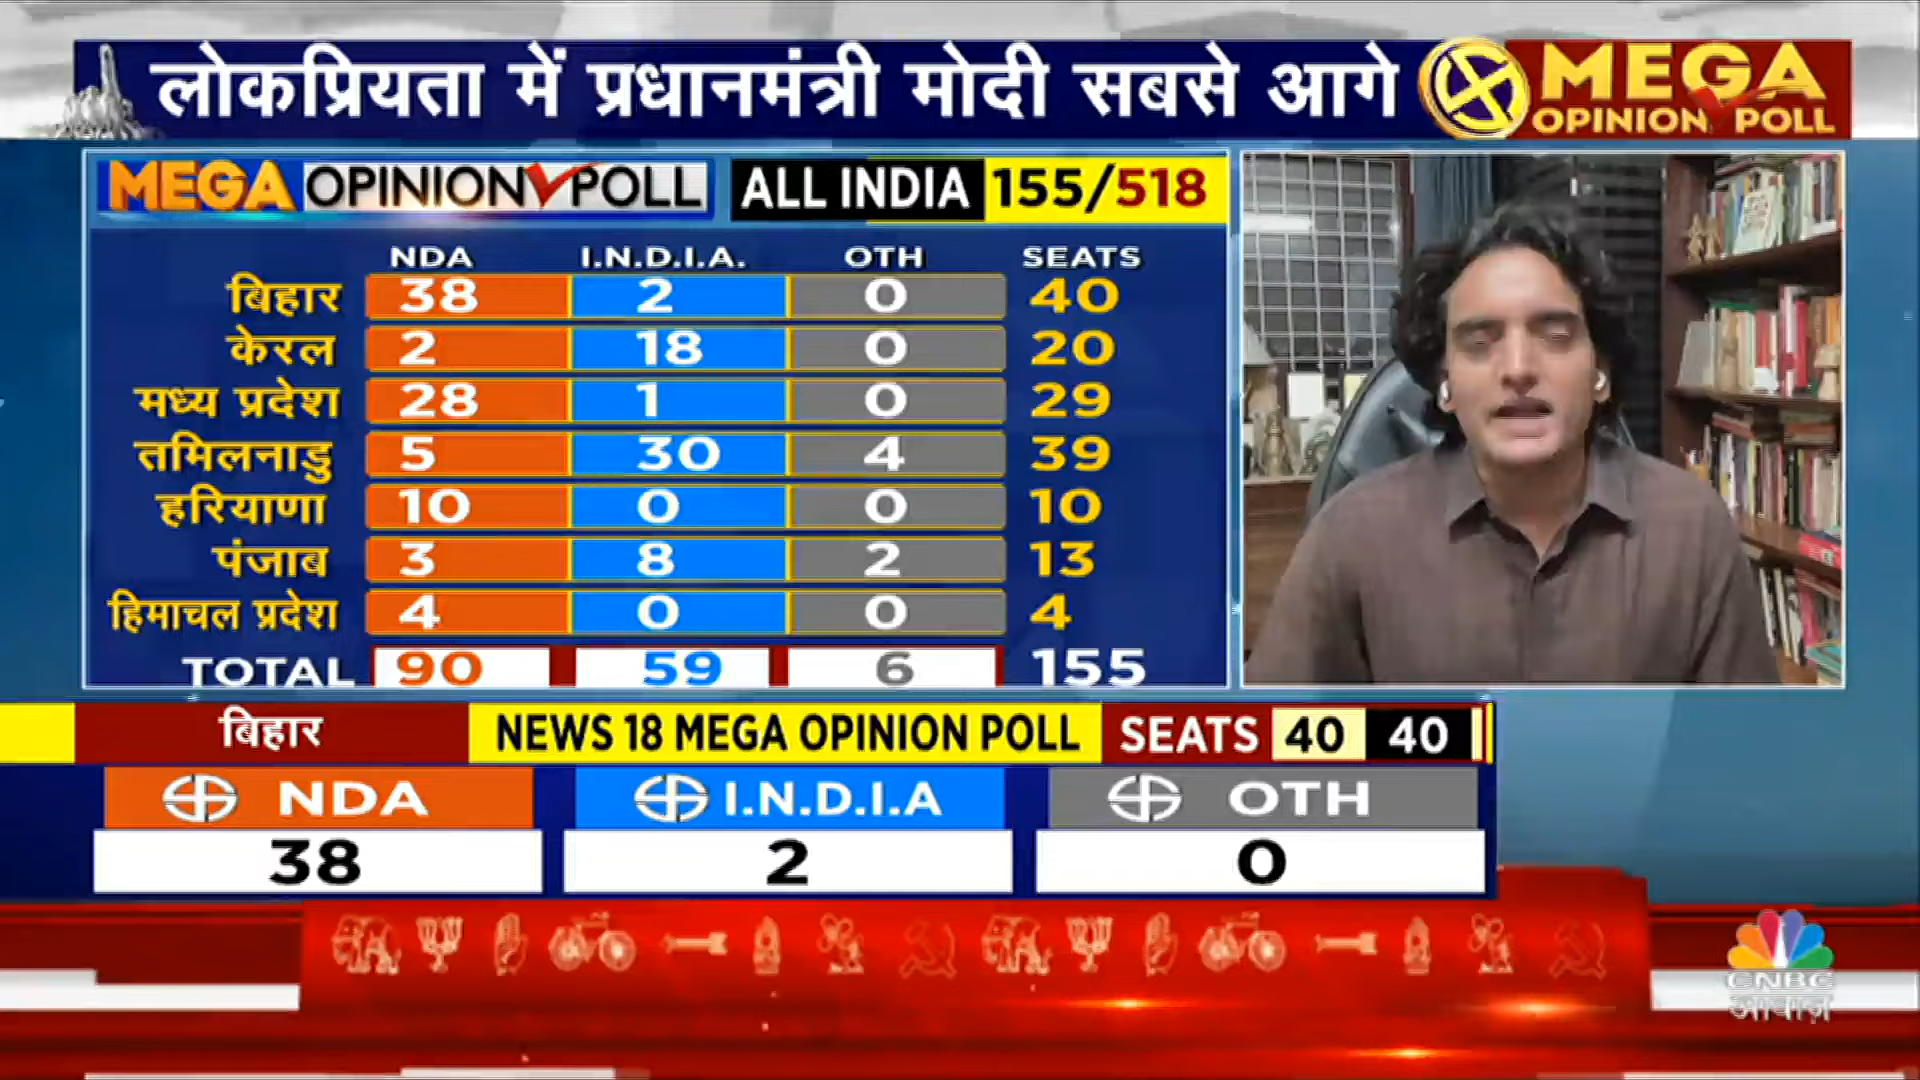 लोकप्रियता में प्रधानमंत्री मोदी सबसे आगे
MEGA
OPINION POLL
MEGA OPINION POLL ALL INDIA 155/518
NDA I.N.D.I.A. OTH SEATS
बिहार 38 2 0 40
केरल 2 18 0 20
मध्य प्रदेश 28 1 0 29
तमिलनाडु 5 30 4 39
हरियाणा 10 0 0 10
पंजाब 3 8 2 13
हिमाचल प्रदेश 4 0 0 4
TOTAL 90 59 6 155
बिहार NEWS 18 MEGA OPINION POLL SEATS 40 40
NDA I.N.D.I.A OTH
38 2 0
CNBC
आवाज़